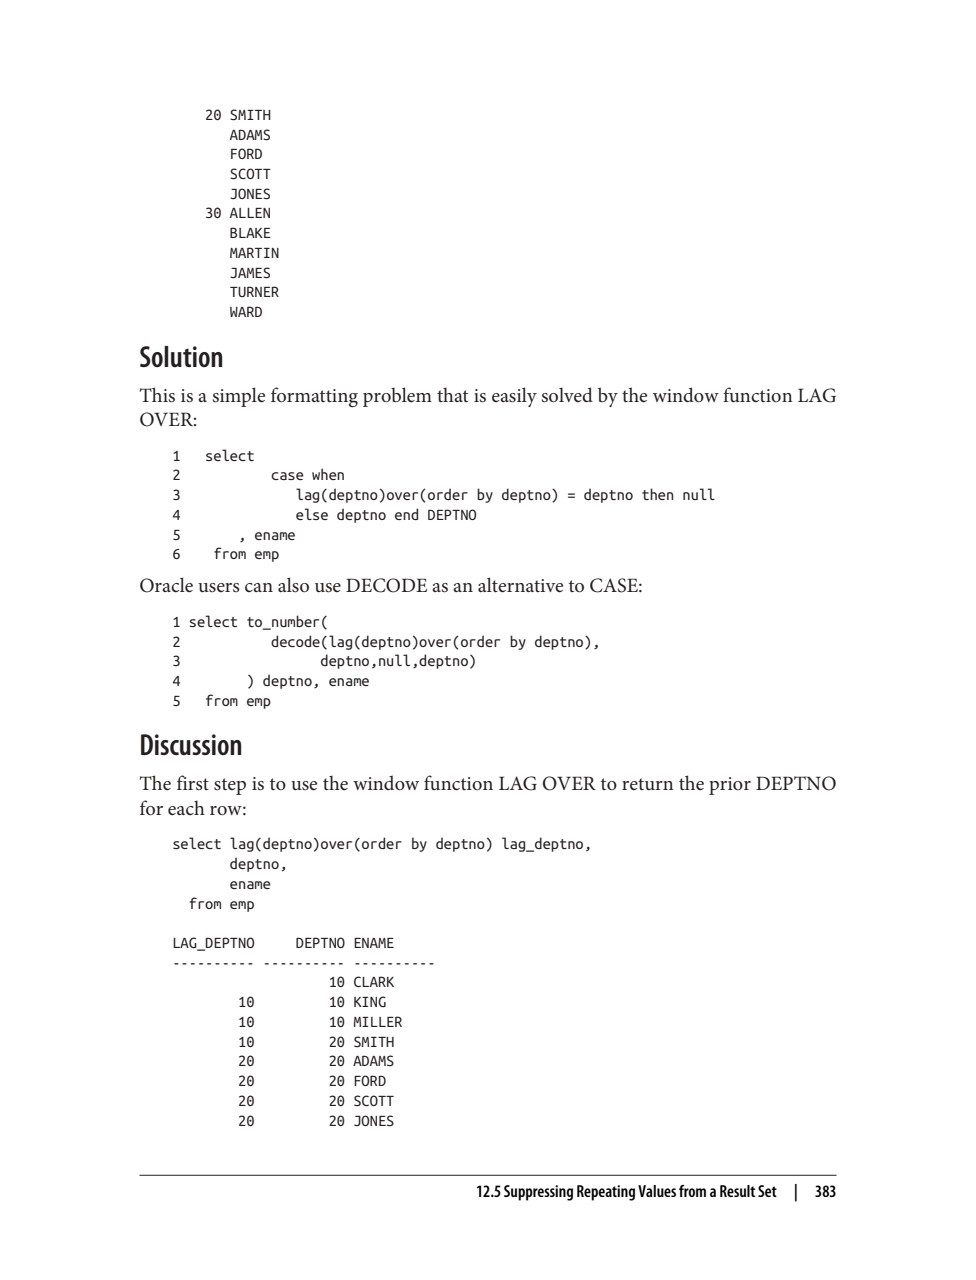 20 SMITH
ADAMS
FORD
SCOTT
JONES
30 ALLEN
BLAKE
MARTIN
JAMES
TURNER
WARD
Solution
This is a simple formatting problem that is easily solved by the window function LAG
OVER:
1 select
2 case when
3 lag(deptno)over(order by deptno) = deptno then null
4 else deptno end DEPTNO
5 , ename
6 from emp
Oracle users can also use DECODE as an alternative to CASE:
1 select to_number(
2 decode(lag(deptno)over(order by deptno),
3 deptno,null,deptno)
4 ) deptno, ename
5 from emp
Discussion
The first step is to use the window function LAG OVER to return the prior DEPTNO
for each row:
select lag(deptno)over(order by deptno) lag_deptno,
deptno,
ename
from emp
LAG_DEPTNO DEPTNO ENAME
---------- ---------- ----------
10 CLARK
10 10 KING
10 10 MILLER
10 20 SMITH
20 20 ADAMS
20 20 FORD
20 20 SCOTT
20 20 JONES
12.5 Suppressing Repeating Values from a Result Set | 383